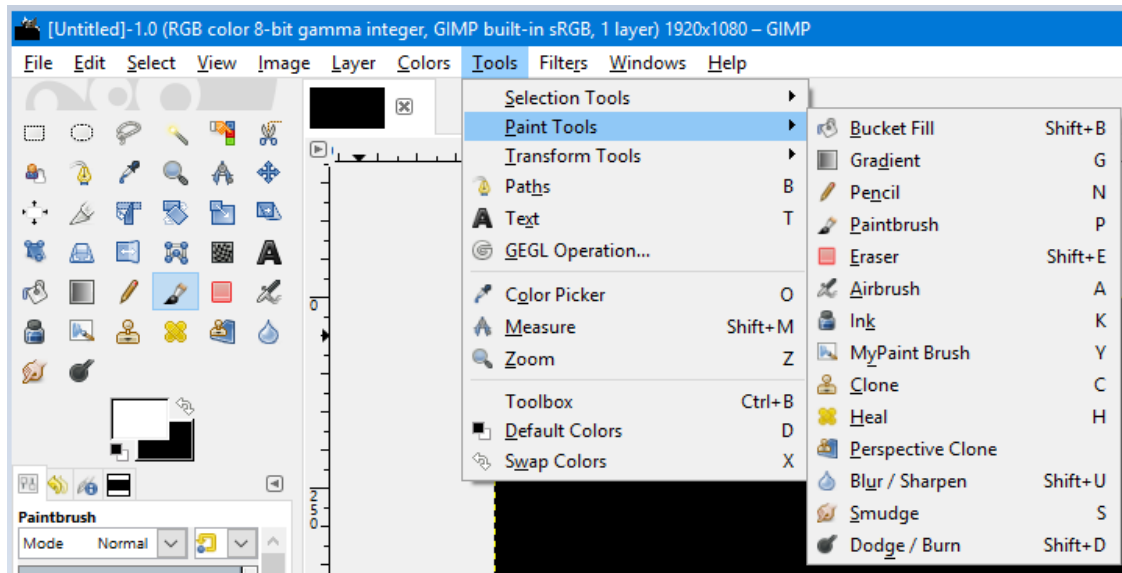 [Untitled]-1.0 (RGB color 8-bit gamma integer, GIMP built-in sRGB, 1 layer) 1920x1080 – GIMP
File Edit Select View Image Layer Colors Tools Filters Windows Help
Selection Tools
Paint Tools
Transform Tools
Paths B
Text T
GEGL Operation...
Color Picker O
Measure Shift+M
Zoom Z
Toolbox Ctrl+B
Default Colors D
Swap Colors X
Bucket Fill Shift+B
Gradient G
Pencil N
Paintbrush P
Eraser Shift+E
Airbrush A
Ink K
MyPaint Brush Y
Clone C
Heal H
Perspective Clone
Blur / Sharpen Shift+U
Smudge S
Dodge / Burn Shift+D
0
250
Paintbrush
Mode Normal